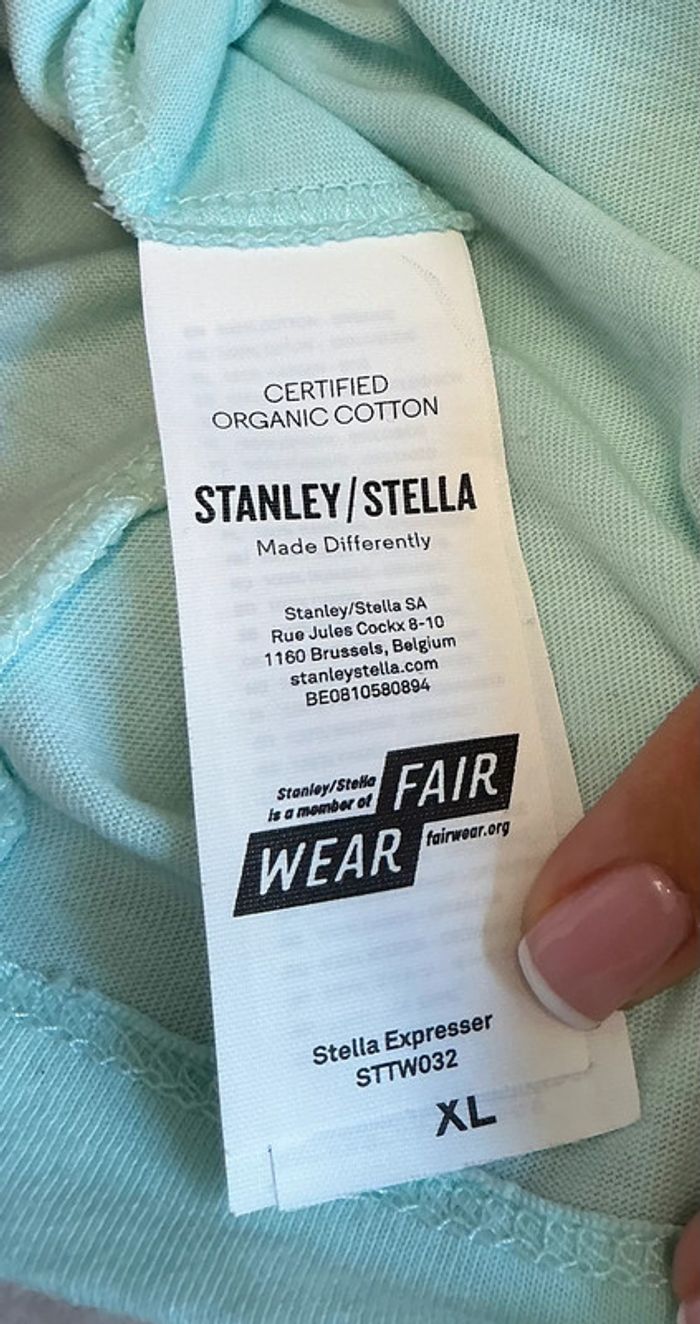 CERTIFIED
ORGANIC COTTON
STANLEY/STELLA
Made Differently
Stanley/Stella SA
Rue Jules Cockx 8-10
1160 Brussels, Belgium
stanleystella.com
BE0810580894
Stanley/Stella
is a member of
FAIR
WEAR
fairwear.org
Stella Expresser
STTW032
XL